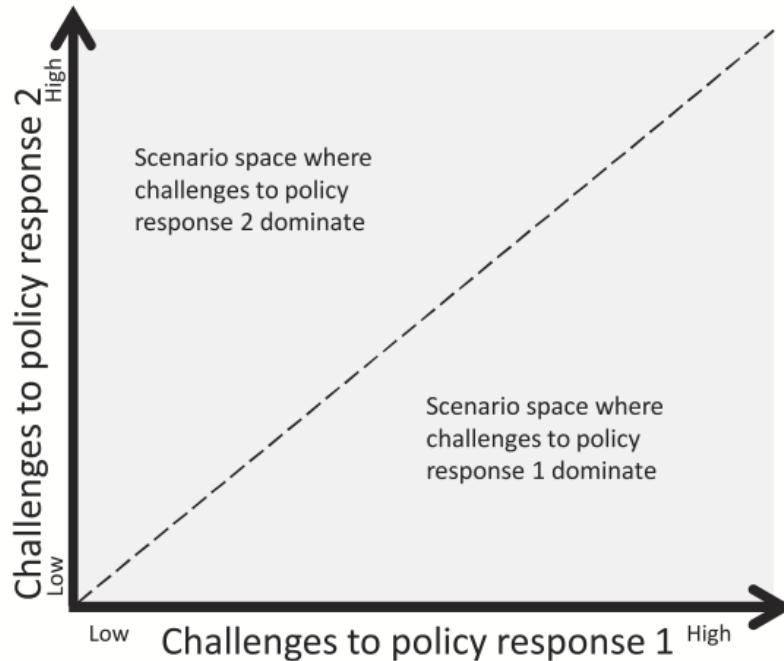 Challenges to policy response 2
High
Low
Scenario space where
challenges to policy
response 2 dominate
Scenario space where
challenges to policy
response 1 dominate
Low
Challenges to policy response 1
High